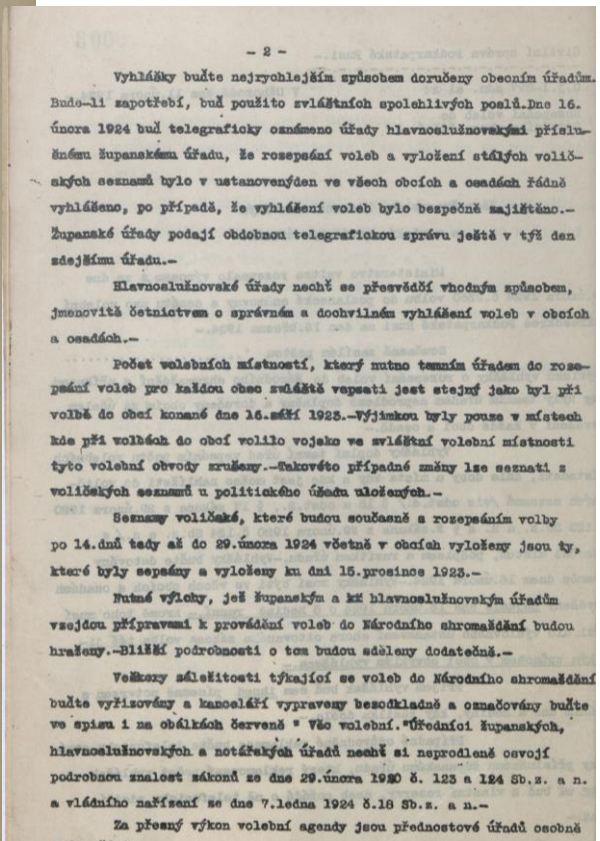 - 2 -
Vyhlášky buďte nejrychlejším způsobem doručeny obecním úřadům.
Bude-li zapotřebí, buď použito zvláštních spolehlivých poslů.Dne 16.
února 1924 buď telegraficky oznámeno úřady hlavnoslužnovskými příslu-
šnému županskému úřadu, že rozepsání voleb a vyložení stálých volič-
ských seznamů bylo v ustanovenýden ve všech obcích a osadách řádně
vyhlášeno, po případě, že vyhlášení voleb bylo bezpečně zajištěno.-
Županské úřady podají obdobnou telegrafickou zprávu ještě v týž den
zdejšímu úřadu.-
Hlavnoslužnovské úřady nechť se přesvědčí vhodným způsobem,
jmenovitě četnictvem o správném a dochvilném vyhlášení voleb v obcích
a osadách.-
Počet volebních místností, který nutno tamním úřadem do roze-
psání voleb pro každou obec zvláště vepsati jest stejný jako byl při
volbě do obcí konané dne 16.září 1923.-Výjimkou byly pouze v místech
kde při volbách do obcí volilo vojsko ve zvláštní volební místnosti
tyto volební obvody zrušeny.-Takovéto případné změny lze seznati z
voličských seznamů u politického úřadu uložených.-
Seznamy voličské, které budou současně s rozepsáním volby
po 14.dnů tedy až do 29.února 1924 včetně v obcích vyloženy jsou ty,
které byly sepsány a vyloženy ku dni 15.prosince 1923.-
Nutné výlohy, jež županským a hlavnoslužnovským úřadům
vzejdou přípravami k provádění voleb do Národního shromaždění budou
hraženy.-Bližší podrobnosti o tom budou sděleny dodatečně.-
Veškery záležitosti týkající se voleb do Národního shromaždění
buďte vyřizovány a kanceláří vypraveny bezodkladně a označovány buďte
ve spisu i na obálkách červeně " Věc volební."Úředníci županských,
hlavnoslužnovských a notářských úřadů nechť si neprodleně osvojí
podrobnou znalost zákonů ze dne 29.února 1920 č. 123 a 124 Sb.z. a n.
a vládního nařízení ze dne 7.ledna 1924 č.18 Sb.z. a n.-
Za přesný výkon volební agendy jsou přednostové úřadů osobně